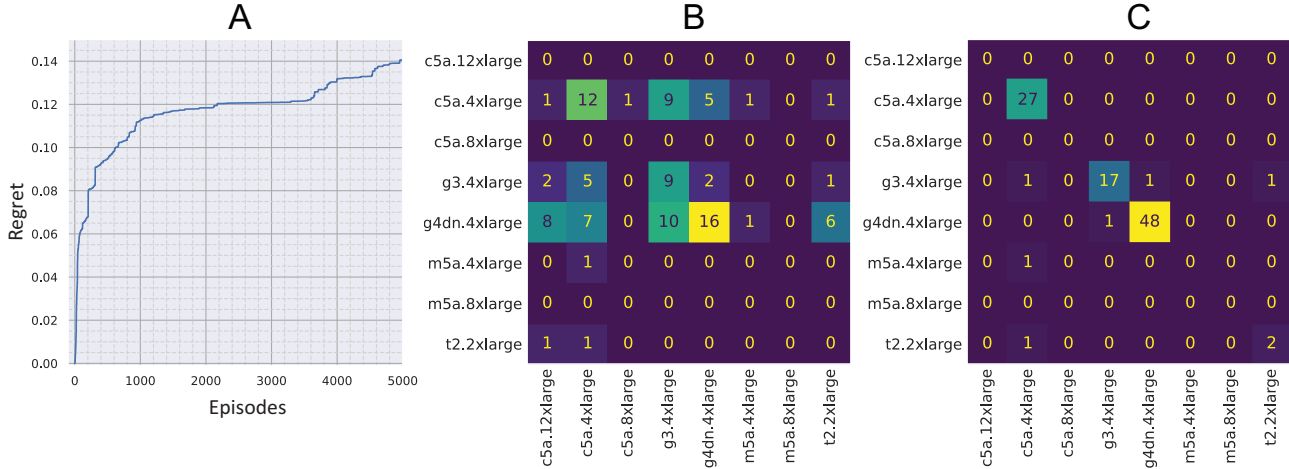 A
B
C
Regret
0.14
0.12
0.10
0.08
0.06
0.04
0.02
0.00
0
1000
2000
3000
4000
5000
Episodes
c5a.12xlarge 0 0 0 0 0 0 0 0
c5a.4xlarge 1 12 1 9 5 1 0 1
c5a.8xlarge 0 0 0 0 0 0 0 0
g3.4xlarge 2 5 0 9 2 0 0 1
g4dn.4xlarge 8 7 0 10 16 1 0 6
m5a.4xlarge 0 1 0 0 0 0 0 0
m5a.8xlarge 0 0 0 0 0 0 0 0
t2.2xlarge 1 1 0 0 0 0 0 0
c5a.12xlarge
c5a.4xlarge
c5a.8xlarge
g3.4xlarge
g4dn.4xlarge
m5a.4xlarge
m5a.8xlarge
t2.2xlarge
c5a.12xlarge 0 0 0 0 0 0 0 0
c5a.4xlarge 0 27 0 0 0 0 0 0
c5a.8xlarge 0 0 0 0 0 0 0 0
g3.4xlarge 0 1 0 17 1 0 0 1
g4dn.4xlarge 0 0 0 1 48 0 0 0
m5a.4xlarge 0 1 0 0 0 0 0 0
m5a.8xlarge 0 0 0 0 0 0 0 0
t2.2xlarge 0 1 0 0 0 0 0 2
c5a.12xlarge
c5a.4xlarge
c5a.8xlarge
g3.4xlarge
g4dn.4xlarge
m5a.4xlarge
m5a.8xlarge
t2.2xlarge